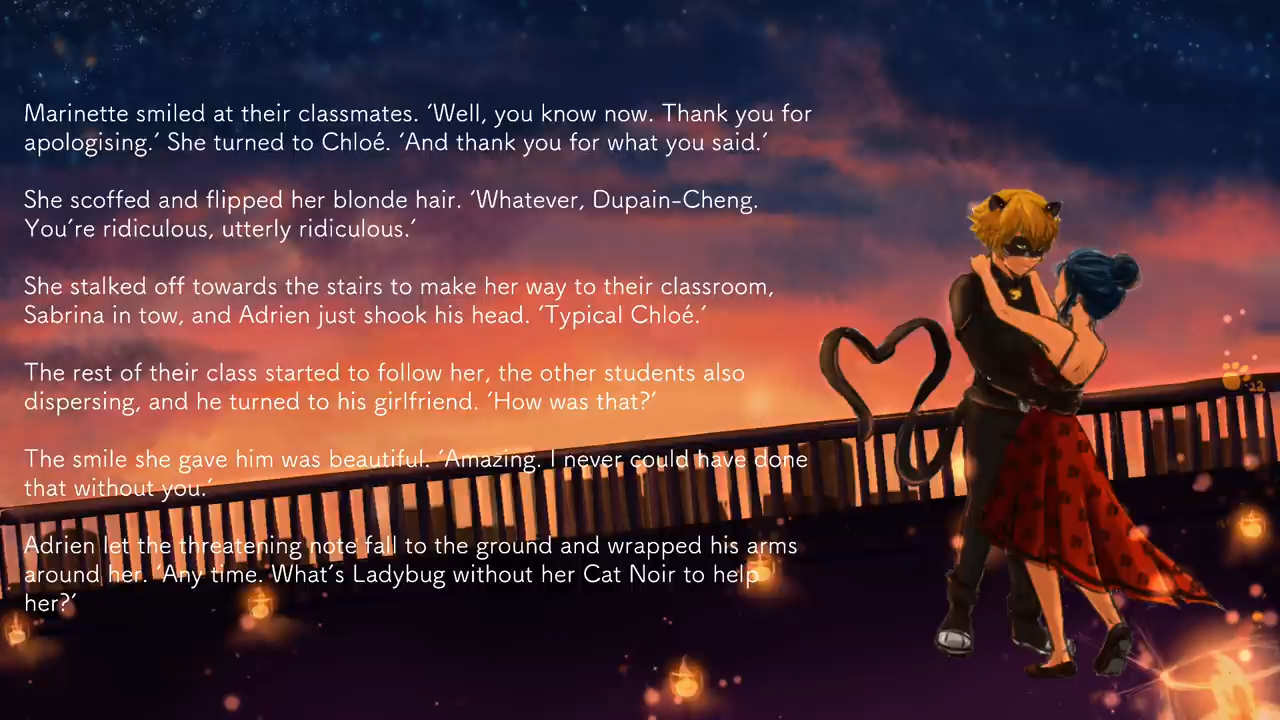 Marinette smiled at their classmates. ‘Well, you know now. Thank you for
apologising.’ She turned to Chloé. ‘And thank you for what you said.’
She scoffed and flipped her blonde hair. ‘Whatever, Dupain-Cheng.
You’re ridiculous, utterly ridiculous.’
She stalked off towards the stairs to make her way to their classroom,
Sabrina in tow, and Adrien just shook his head. ‘Typical Chloé.’
The rest of their class started to follow her, the other students also
dispersing, and he turned to his girlfriend. ‘How was that?’
The smile she gave him was beautiful. ‘Amazing. I never could have done
that without you.’
Adrien let the threatening note fall to the ground and wrapped his arms
around her. ‘Any time. What’s Ladybug without her Cat Noir to help
her?’
'22